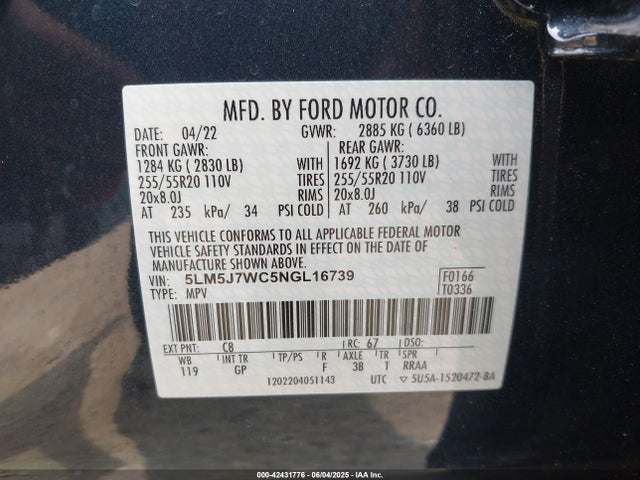 MFD. BY FORD MOTOR CO.
DATE: 04/22 GVWR: 2885 KG ( 6360 LB)
FRONT GAWR: REAR GAWR:
1284 KG ( 2830 LB) WITH 1692 KG ( 3730 LB) WITH
255/55R20 110V TIRES 255/55R20 110V TIRES
20x8.0J RIMS 20x8.0J RIMS
AT 235 kPa/ 34 PSI COLD AT 260 kPa/ 38 PSI COLD
THIS VEHICLE CONFORMS TO ALL APPLICABLE FEDERAL MOTOR
VEHICLE SAFETY STANDARDS IN EFFECT ON THE DATE OF
MANUFACTURE SHOWN ABOVE.
VIN: 5LM5J7WC5NGL16739 F0166
TYPE: MPV T0336
EXT PNT: C8 RC: 67 DSO:
WB INT TR TP/PS R AXLE TR SPR
119 GP F 3B T RRAA
1202204051143 UTC ▽ 5U5A-1520472-8A
000-42431776 - 06/04/2025 - IAA Inc.